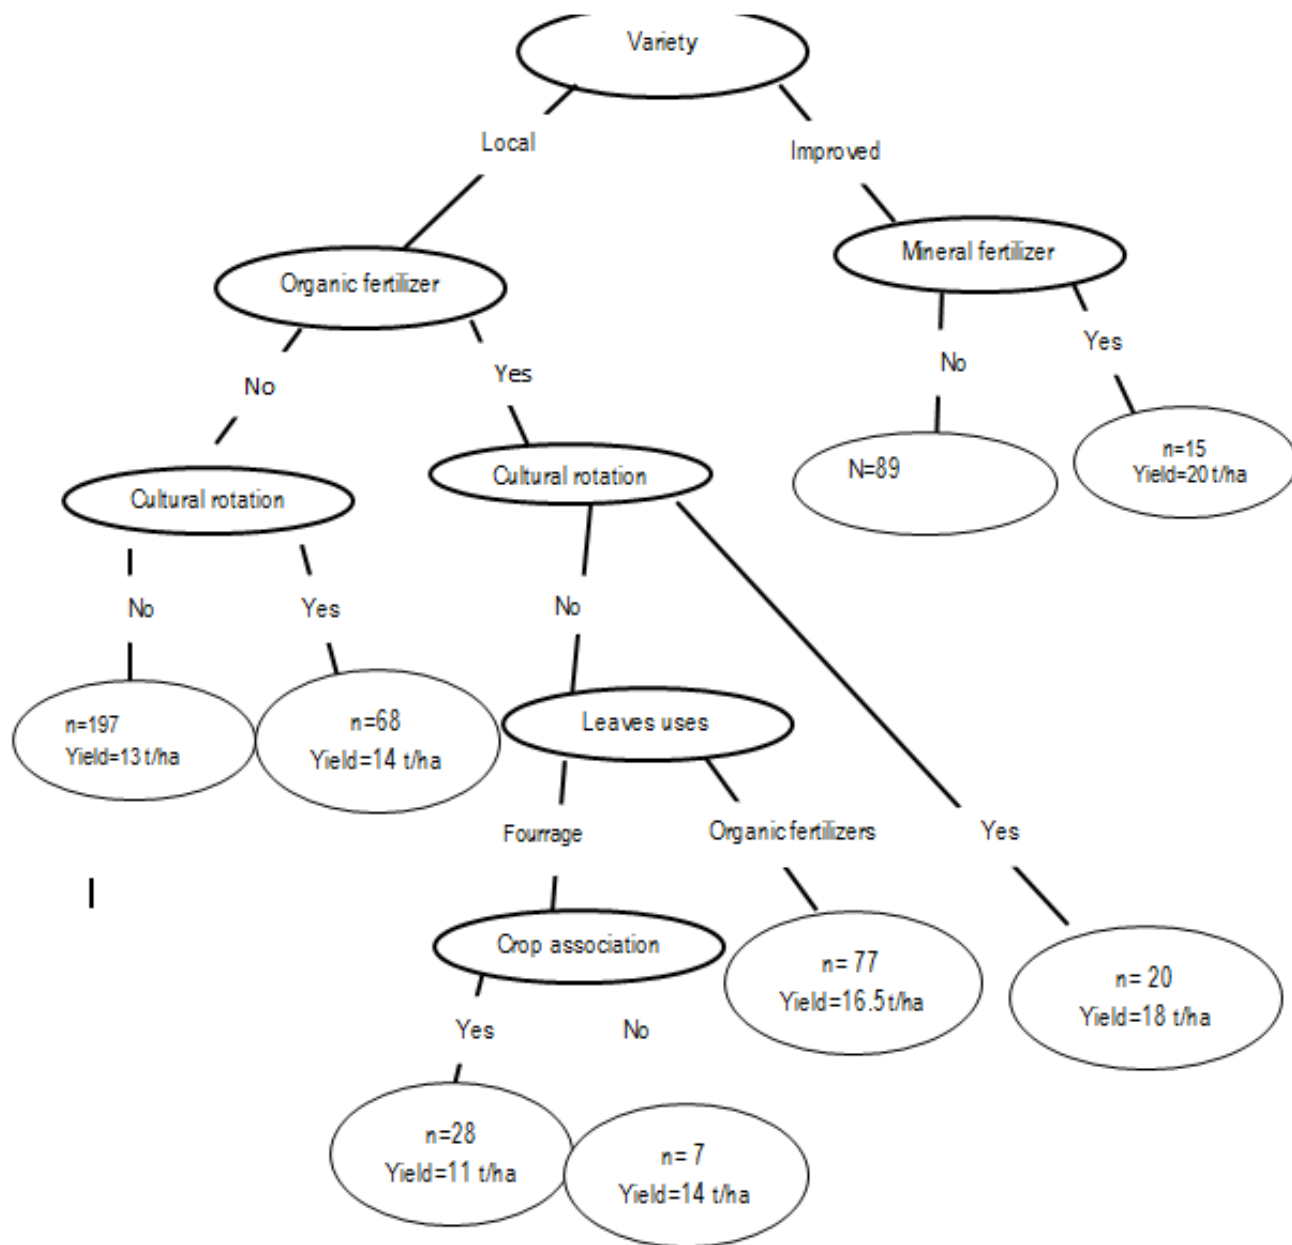 Variety
Local
Improved
Organic fertilizer
Mineral fertilizer
No
Yes
No
Yes
Cultural rotation
Cultural rotation
N=89
n=15
Yield=20 t/ha
No
Yes
No
n=197
Yield=13 t/ha
n=68
Yield=14 t/ha
Leaves uses
Fourrage
Organic fertilizers
Yes
Crop association
n= 77
Yield=16.5 t/ha
n= 20
Yield=18 t/ha
Yes
No
n=28
Yield=11 t/ha
n= 7
Yield=14 t/ha